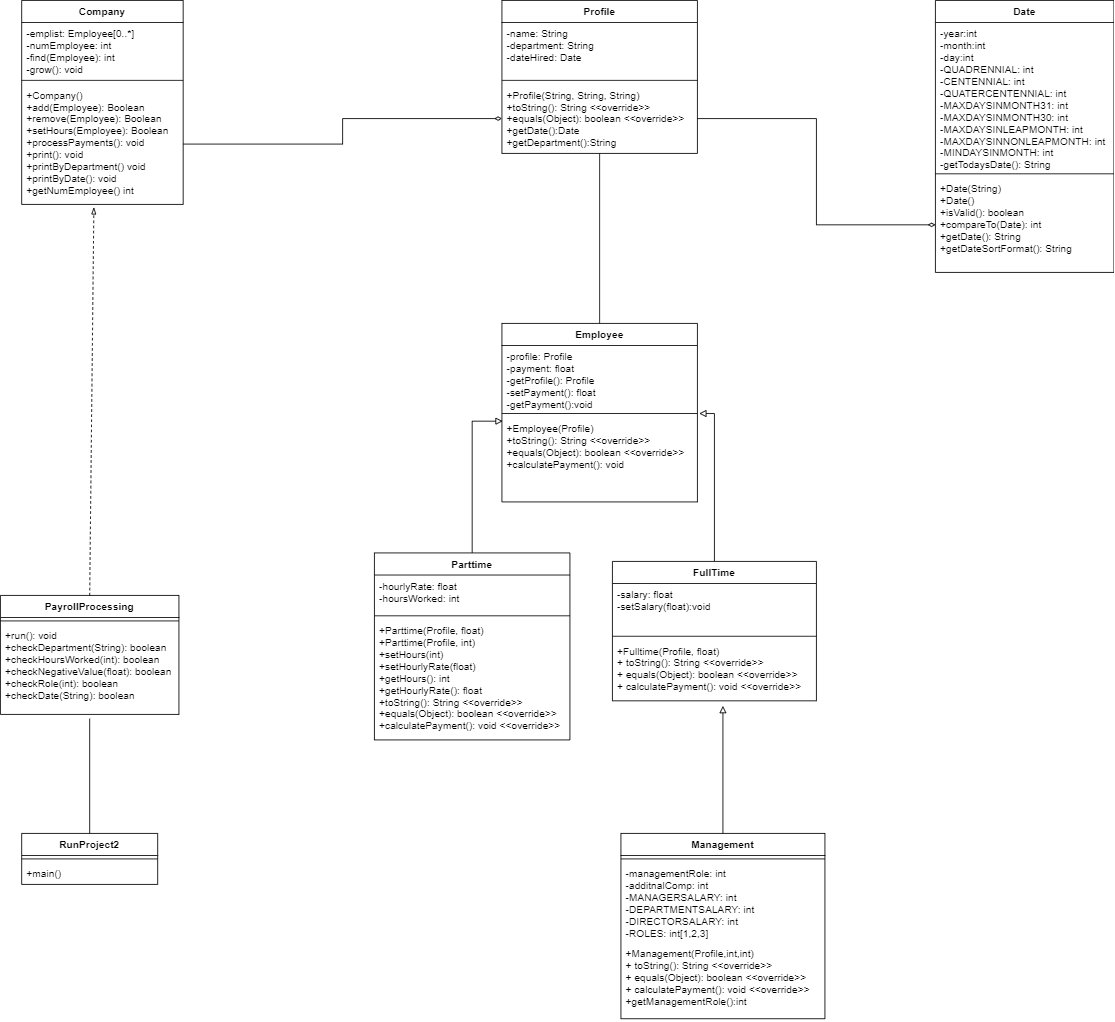 Company
-emplist: Employee[0..*]
-numEmployee: int
-find(Employee): int
-grow(): void
+Company()
+add(Employee): Boolean
+remove(Employee): Boolean
+setHours(Employee): Boolean
+processPayments(): void
+print(): void
+printByDepartment() void
+printByDate(): void
+getNumEmployee() int
Profile
-name: String
-department: String
-dateHired: Date
+Profile(String, String, String)
+toString(): String <<override>>
+equals(Object): boolean <<override>>
+getDate():Date
+getDepartment():String
Date
-year:int
-month:int
-day:int
-QUADRENNIAL: int
-CENTENNIAL: int
-QUATERCENTENNIAL: int
-MAXDAYSINMONTH31: int
-MAXDAYSINMONTH30: int
-MAXDAYSINLEAPMONTH: int
-MAXDAYSINNONLEAPMONTH: int
-MINDAYSINMONTH: int
-getTodaysDate(): String
+Date(String)
+Date()
+isValid(): boolean
+compareTo(Date): int
+getDate(): String
+getDateSortFormat(): String
Employee
-profile: Profile
-payment: float
-getProfile(): Profile
-setPayment(): float
-getPayment():void
+Employee(Profile)
+toString(): String <<override>>
+equals(Object): boolean <<override>>
+calculatePayment(): void
Parttime
-hourlyRate: float
-hoursWorked: int
+Parttime(Profile, float)
+Parttime(Profile, int)
+setHours(int)
+setHourlyRate(float)
+getHours(): int
+getHourlyRate(): float
+toString(): String <<override>>
+equals(Object): boolean <<override>>
+calculatePayment(): void <<override>>
FullTime
-salary: float
-setSalary(float):void
+Fulltime(Profile, float)
+ toString(): String <<override>>
+ equals(Object): boolean <<override>>
+ calculatePayment(): void <<override>>
PayrollProcessing
+run(): void
+checkDepartment(String): boolean
+checkHoursWorked(int): boolean
+checkNegativeValue(float): boolean
+checkRole(int): boolean
+checkDate(String): boolean
RunProject2
+main()
Management
-managementRole: int
-additnalComp: int
-MANAGERSALARY: int
-DEPARTMENTSALARY: int
-DIRECTORSALARY: int
-ROLES: int[1,2,3]
+Management(Profile,int,int)
+ toString(): String <<override>>
+ equals(Object): boolean <<override>>
+ calculatePayment(): void <<override>>
+getManagementRole():int